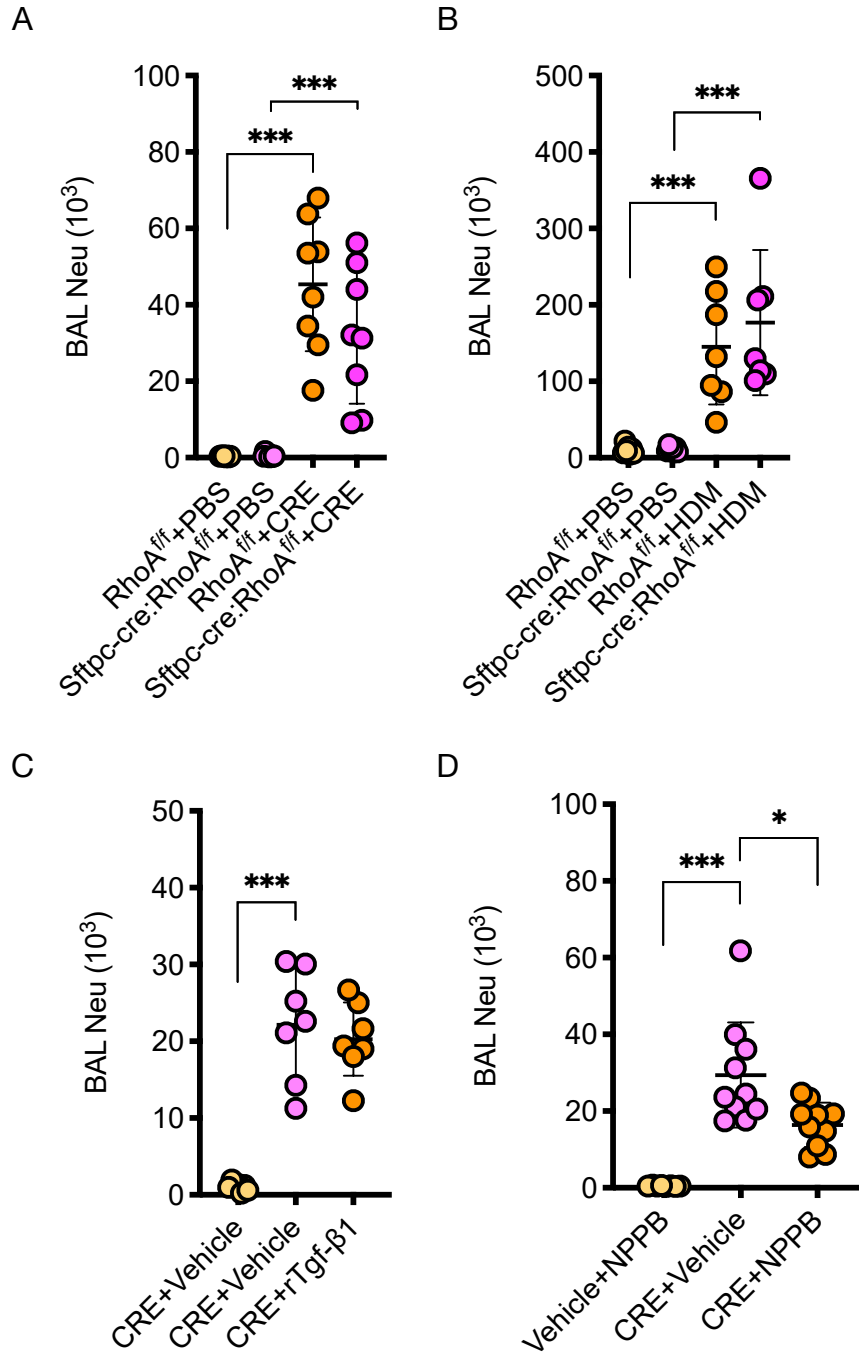 A
BAL Neu (10³)
100
80
60
40
20
0
***
***
RhoA^f/f+PBS
Sftpc-cre:RhoA^f/f+PBS
RhoA^f/f+CRE
Sftpc-cre:RhoA^f/f+CRE
B
BAL Neu (10³)
500
400
300
200
100
0
***
***
RhoA^f/f+PBS
Sftpc-cre:RhoA^f/f+PBS
RhoA^f/f+HDM
Sftpc-cre:RhoA^f/f+HDM
C
BAL Neu (10³)
50
40
30
20
10
0
***
CRE+Vehicle
CRE+Vehicle
CRE+rTgf-β1
D
BAL Neu (10³)
100
80
60
40
20
0
*
***
Vehicle+NPPB
CRE+Vehicle
CRE+NPPB